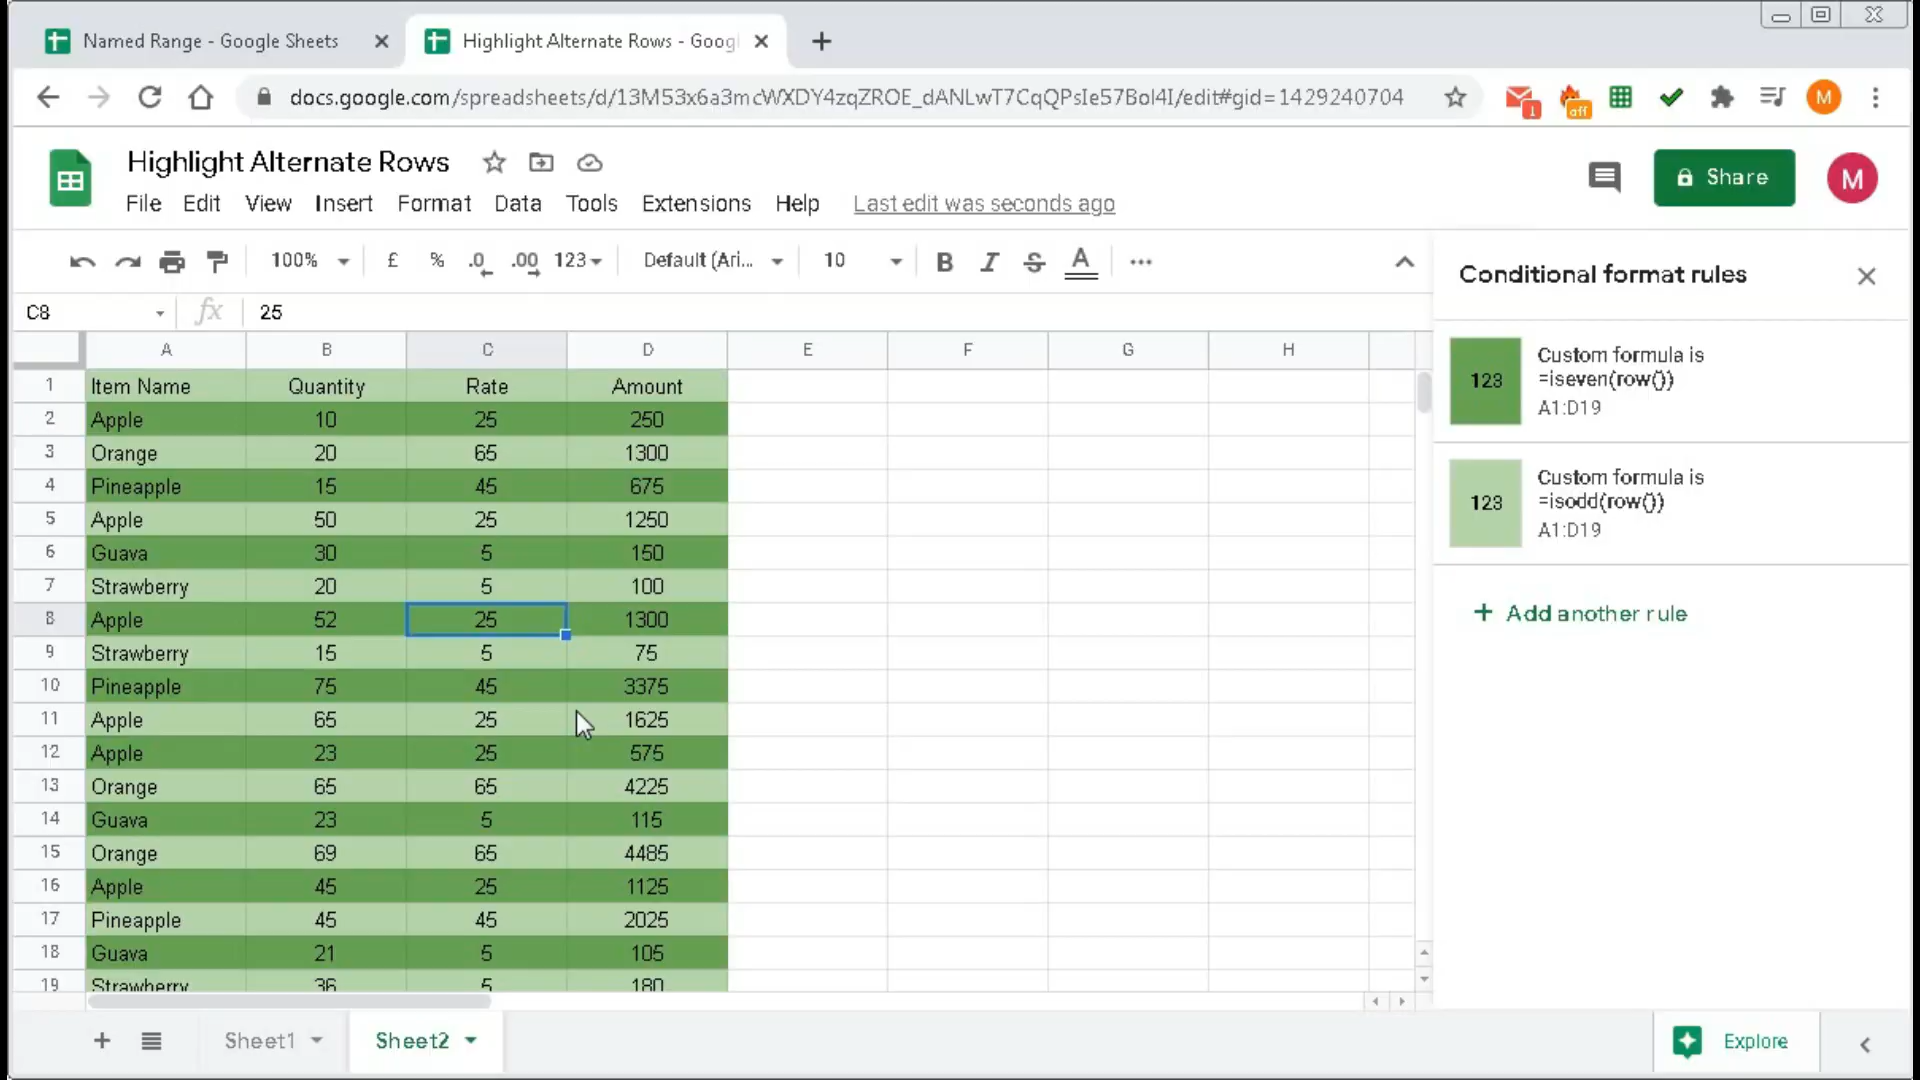 Named Range - Google Sheets
Highlight Alternate Rows - Goog
docs.google.com/spreadsheets/d/13M53x6a3mcWXDY4zqZROE_dANLwT7CqQPsIe57Bol4I/edit#gid=1429240704
1
off
M
Highlight Alternate Rows
Share
M
File Edit View Insert Format Data Tools Extensions Help Last edit was seconds ago
100% £ % .0 .00 123 Default (Ari... 10 B I S A
C8 fx 25
A B C D E F G H
1 Item Name Quantity Rate Amount
2 Apple 10 25 250
3 Orange 20 65 1300
4 Pineapple 15 45 675
5 Apple 50 25 1250
6 Guava 30 5 150
7 Strawberry 20 5 100
8 Apple 52 25 1300
9 Strawberry 15 5 75
10 Pineapple 75 45 3375
11 Apple 65 25 1625
12 Apple 23 25 575
13 Orange 65 65 4225
14 Guava 23 5 115
15 Orange 69 65 4485
16 Apple 45 25 1125
17 Pineapple 45 45 2025
18 Guava 21 5 105
19 Strawberry 36 5 180
Conditional format rules
123
Custom formula is
=iseven(row())
A1:D19
123
Custom formula is
=isodd(row())
A1:D19
+ Add another rule
Sheet1 Sheet2 Explore